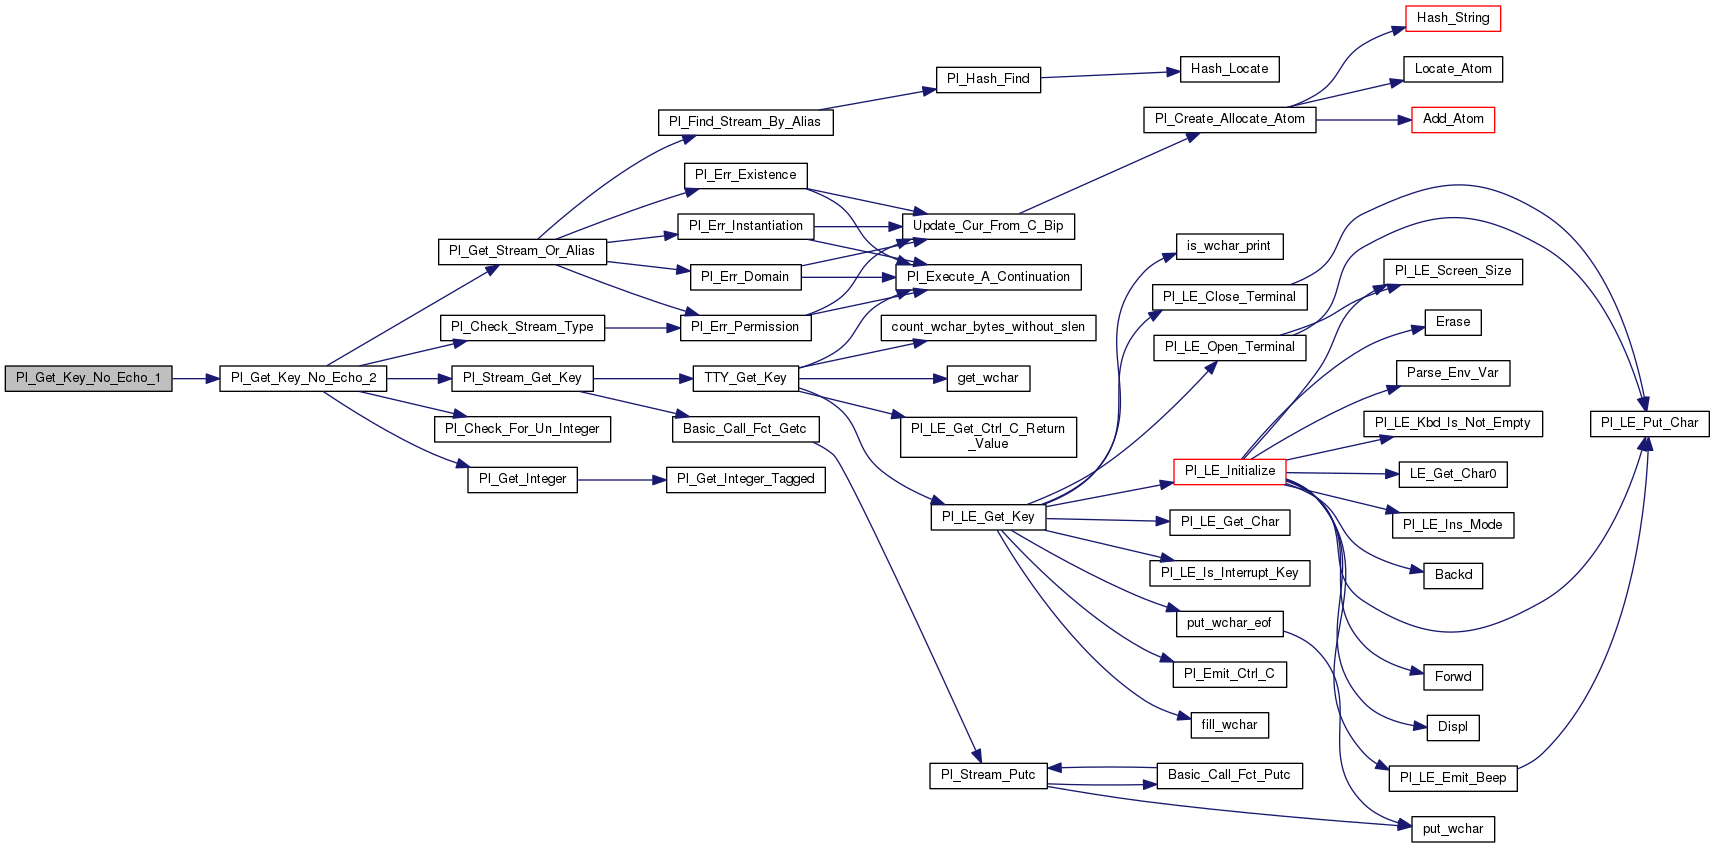 Pl_Get_Key_No_Echo_1
Pl_Get_Key_No_Echo_2
Pl_Get_Stream_Or_Alias
Pl_Check_Stream_Type
Pl_Stream_Get_Key
Pl_Check_For_Un_Integer
Pl_Get_Integer
Pl_Find_Stream_By_Alias
Pl_Err_Existence
Pl_Err_Instantiation
Pl_Err_Domain
Pl_Err_Permission
TTY_Get_Key
Basic_Call_Fct_Getc
Pl_Get_Integer_Tagged
Pl_Hash_Find
Update_Cur_From_C_Bip
Pl_Execute_A_Continuation
count_wchar_bytes_without_slen
get_wchar
Pl_LE_Get_Ctrl_C_Return
_Value
Pl_LE_Get_Key
Pl_Stream_Putc
Hash_Locate
Pl_Create_Allocate_Atom
is_wchar_print
Pl_LE_Close_Terminal
Pl_LE_Open_Terminal
Pl_LE_Initialize
Pl_LE_Get_Char
Pl_LE_Is_Interrupt_Key
put_wchar_eof
Pl_Emit_Ctrl_C
fill_wchar
Basic_Call_Fct_Putc
Hash_String
Locate_Atom
Add_Atom
Pl_LE_Screen_Size
Erase
Parse_Env_Var
Pl_LE_Kbd_Is_Not_Empty
LE_Get_Char0
Pl_LE_Ins_Mode
Backd
Forwd
Displ
Pl_LE_Emit_Beep
put_wchar
Pl_LE_Put_Char